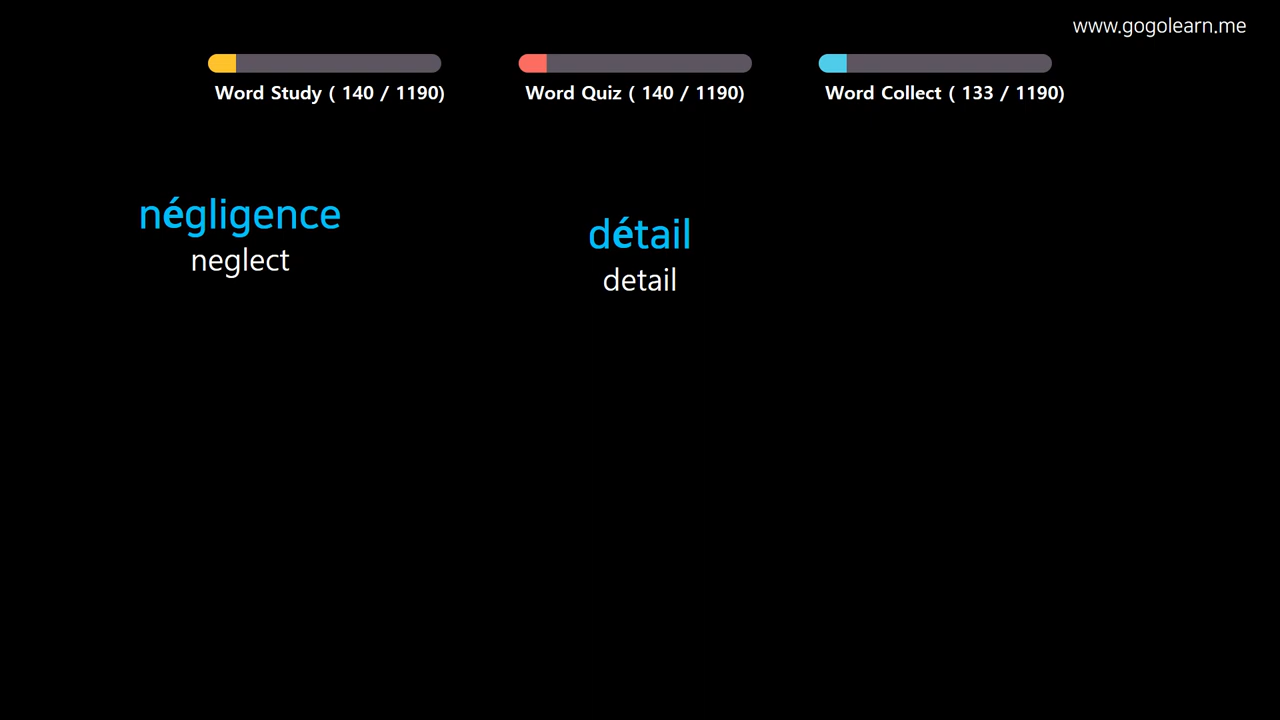 www.gogolearn.me
Word Study ( 140 / 1190)
Word Quiz ( 140 / 1190)
Word Collect ( 133 / 1190)
négligence
neglect
détail
detail